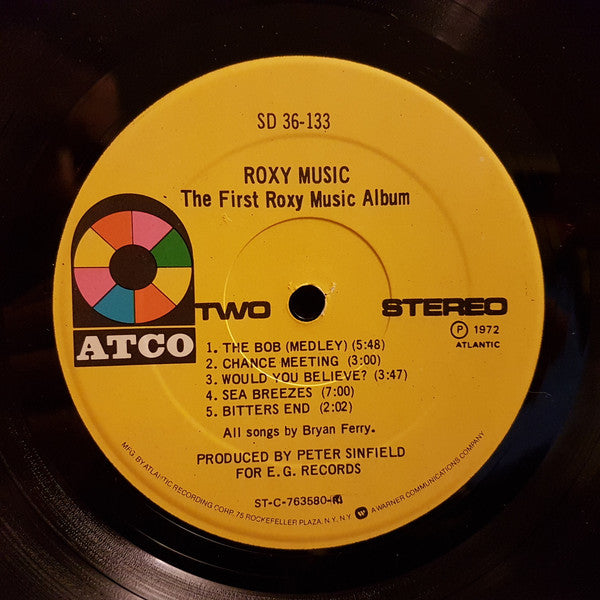 SD 36-133
ROXY MUSIC
The First Roxy Music Album
ATCO
TWO
STEREO
Ⓟ 1972
ATLANTIC
1. THE BOB (MEDLEY) (5:48)
2. CHANCE MEETING (3:00)
3. WOULD YOU BELIEVE? (3:47)
4. SEA BREEZES (7:00)
5. BITTERS END (2:02)
All songs by Bryan Ferry.
PRODUCED BY PETER SINFIELD
FOR E.G. RECORDS
ST-C-763580-
MFG. BY ATLANTIC RECORDING CORP. 75 ROCKEFELLER PLAZA, N.Y. N.Y. W A WARNER COMMUNICATIONS COMPANY